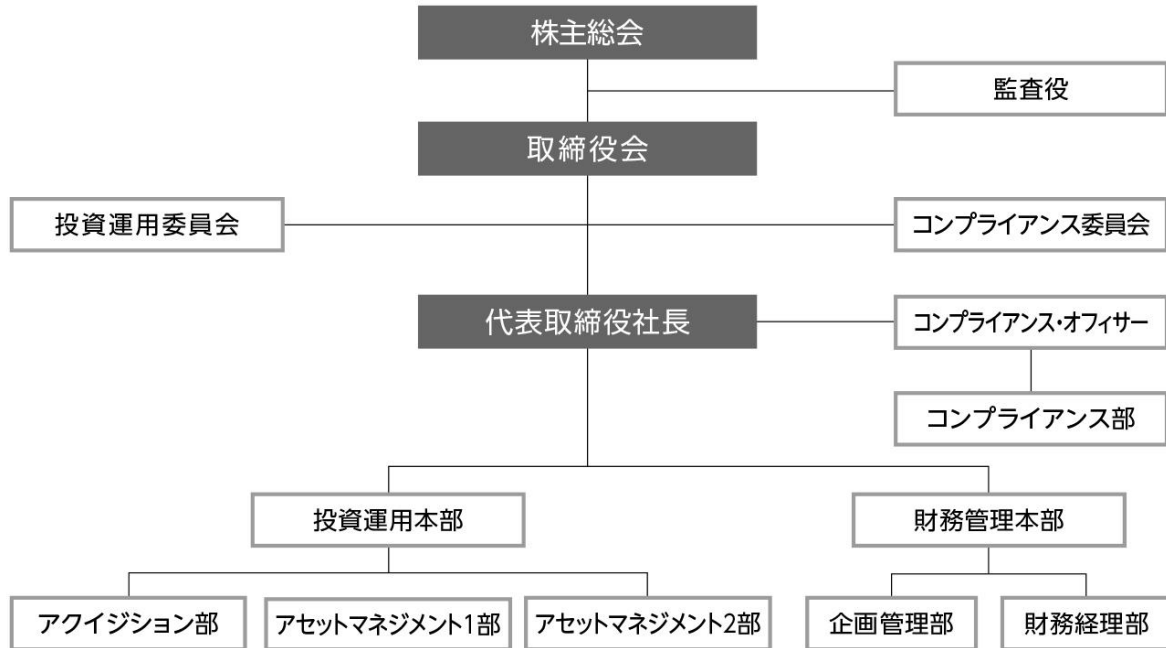 株主総会
監査役
取締役会
投資運用委員会
コンプライアンス委員会
代表取締役社長
コンプライアンス・オフィサー
コンプライアンス部
投資運用本部
財務管理本部
アクイジション部
アセットマネジメント1部
アセットマネジメント2部
企画管理部
財務経理部